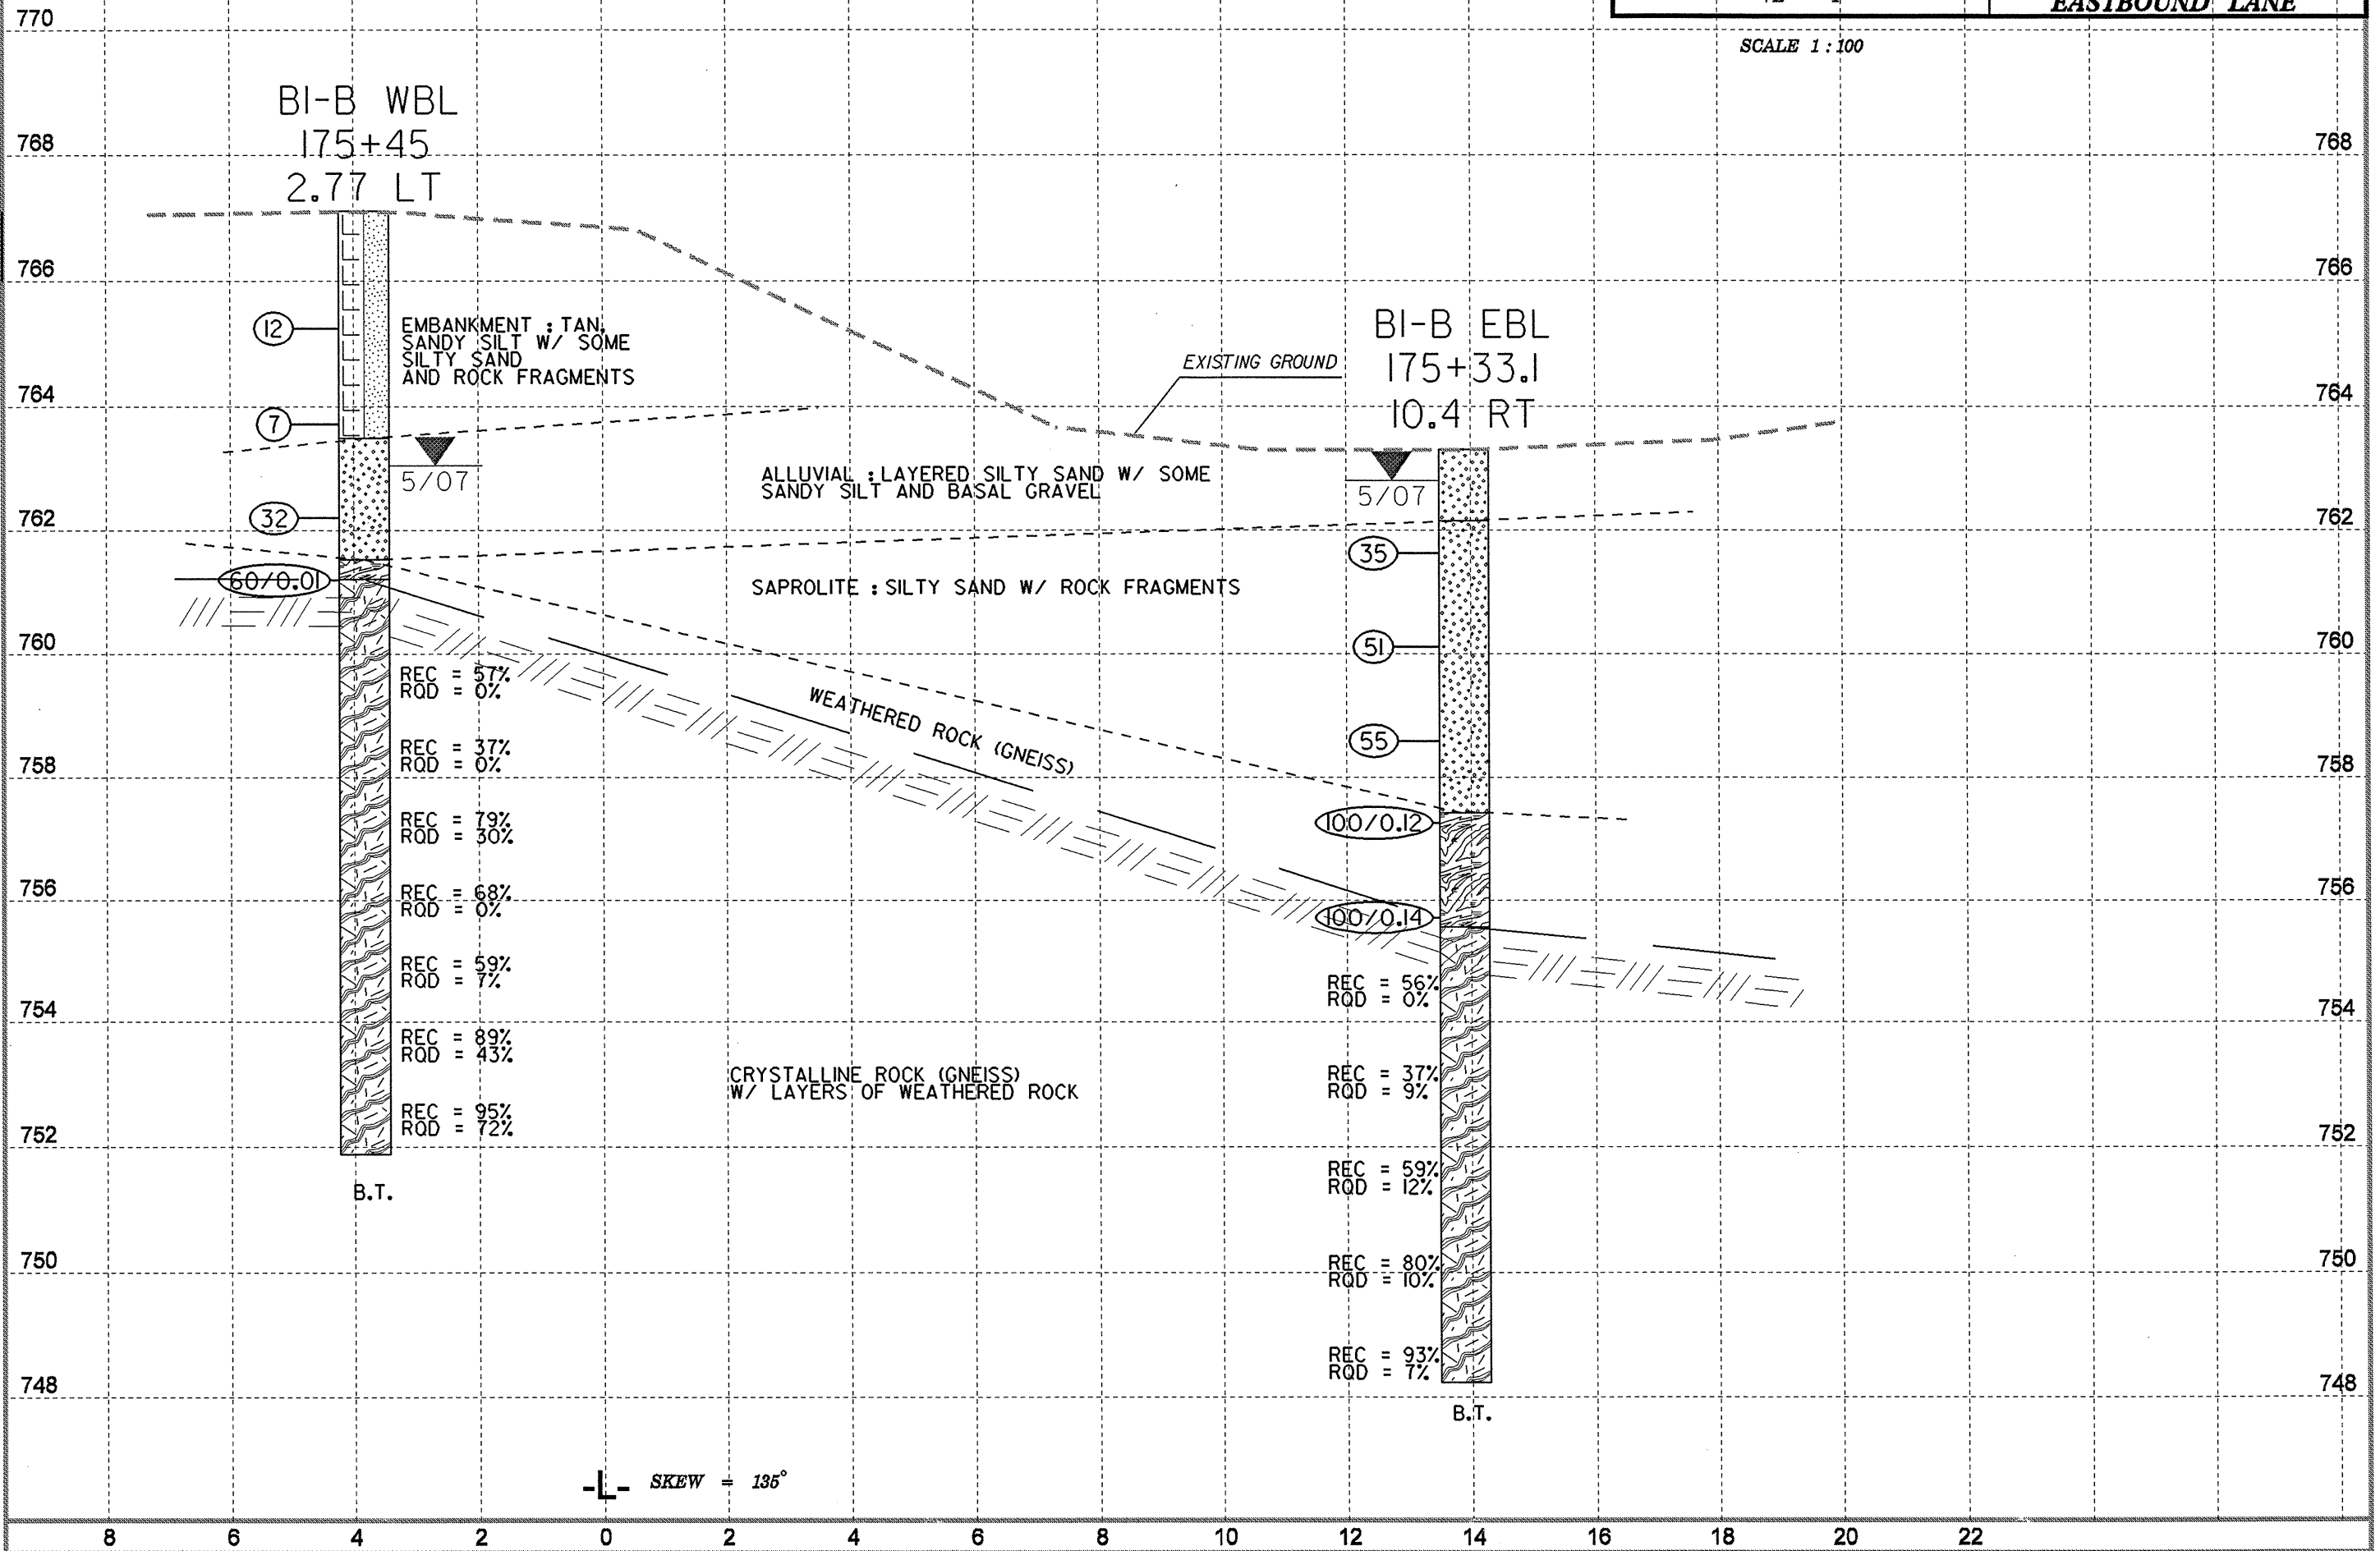 770
EASTBOUND LANE
SCALE 1 : 100
BI-B WBL
175+45
2.77 LT
768
768
766
766
12
EMBANKMENT : TAN,
SANDY SILT W/ SOME
SILTY SAND
AND ROCK FRAGMENTS
BI-B EBL
175+33.1
10.4 RT
EXISTING GROUND
764
764
7
5/07
5/07
ALLUVIAL : LAYERED SILTY SAND W/ SOME
SANDY SILT AND BASAL GRAVEL
762
762
32
35
60/0.01
SAPROLITE : SILTY SAND W/ ROCK FRAGMENTS
760
760
51
REC = 57%
RQD = 0%
WEATHERED ROCK (GNEISS)
55
REC = 37%
RQD = 0%
758
758
REC = 79%
RQD = 30%
100/0.12
756
756
REC = 68%
RQD = 0%
100/0.14
REC = 59%
RQD = 7%
REC = 56%
RQD = 0%
754
754
REC = 89%
RQD = 43%
CRYSTALLINE ROCK (GNEISS)
W/ LAYERS OF WEATHERED ROCK
REC = 37%
RQD = 9%
REC = 95%
RQD = 72%
752
752
B.T.
REC = 59%
RQD = 12%
750
750
REC = 80%
RQD = 10%
REC = 93%
RQD = 7%
748
748
B.T.
-L- SKEW = 135°
8 6 4 2 0 2 4 6 8 10 12 14 16 18 20 22